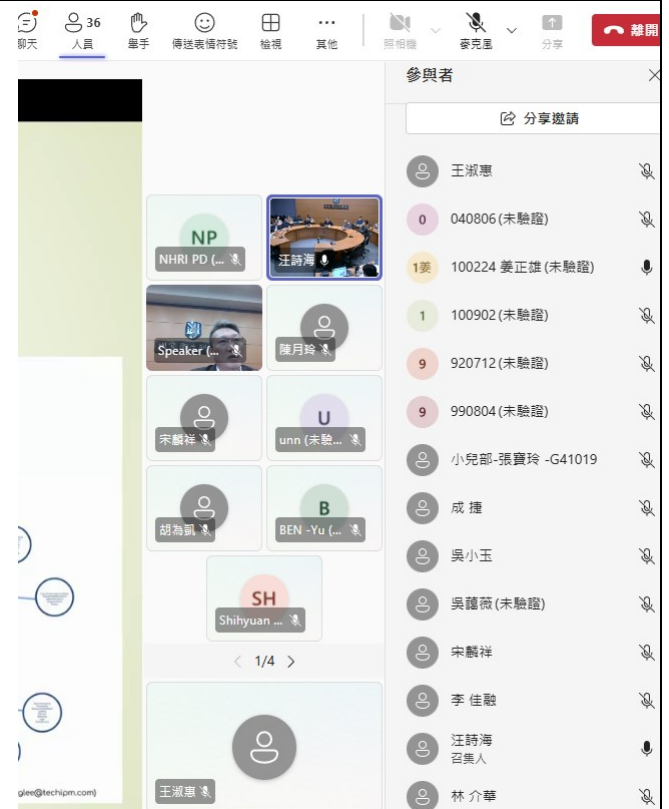 聊天
36
人員
舉手
傳送表情符號
檢視
其他
照相機
麥克風
分享
離開
參與者
分享邀請
NP
NHRI PD (...
汪詩海
Speaker (...
陳月玲
宋麟祥
U
unn (未驗...
胡為凱
B
BEN -Yu (...
SH
Shihyuan ...
1/4
王淑惠
glee@techipm.com)
王淑惠
0
040806 (未驗證)
1姜
100224 姜正雄 (未驗證)
1
100902 (未驗證)
9
920712 (未驗證)
9
990804 (未驗證)
小兒部-張寶玲 -G41019
成 捷
吳小玉
吳蘊薇 (未驗證)
宋麟祥
李 佳融
汪詩海
召集人
林 介華